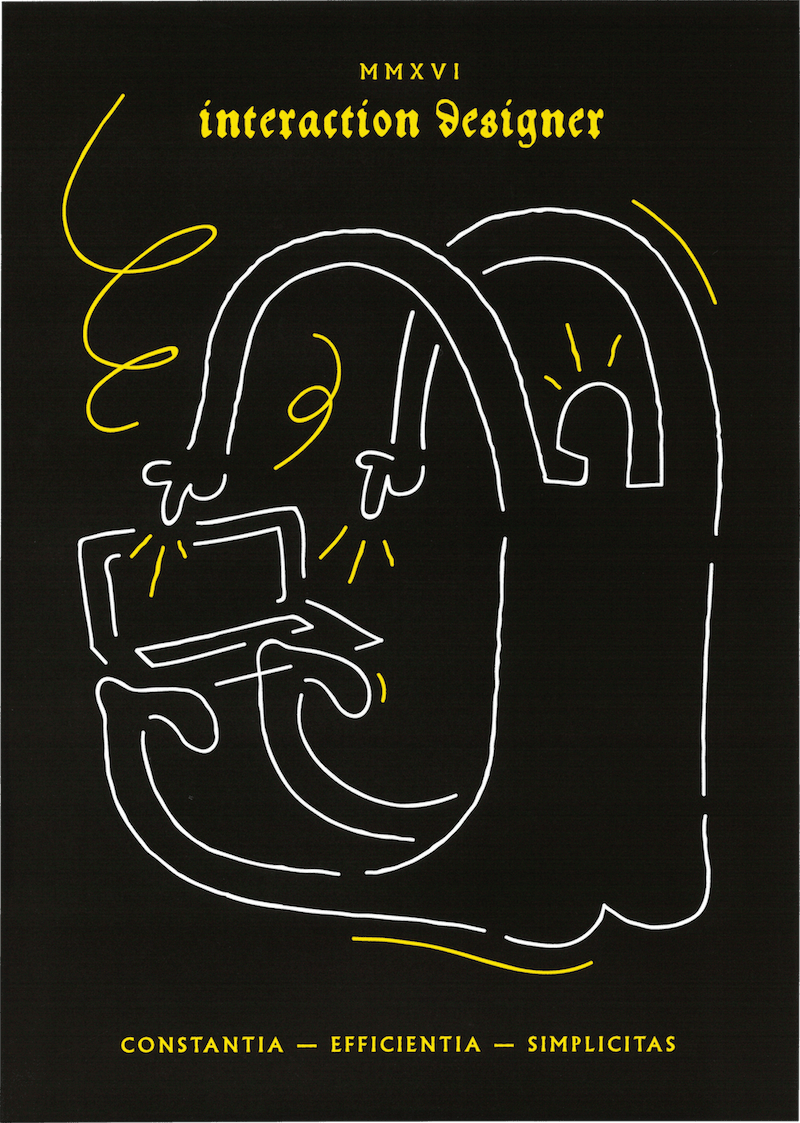 MMXVI
interaction designer
CONSTANTIA — EFFICIENTIA — SIMPLICITAS